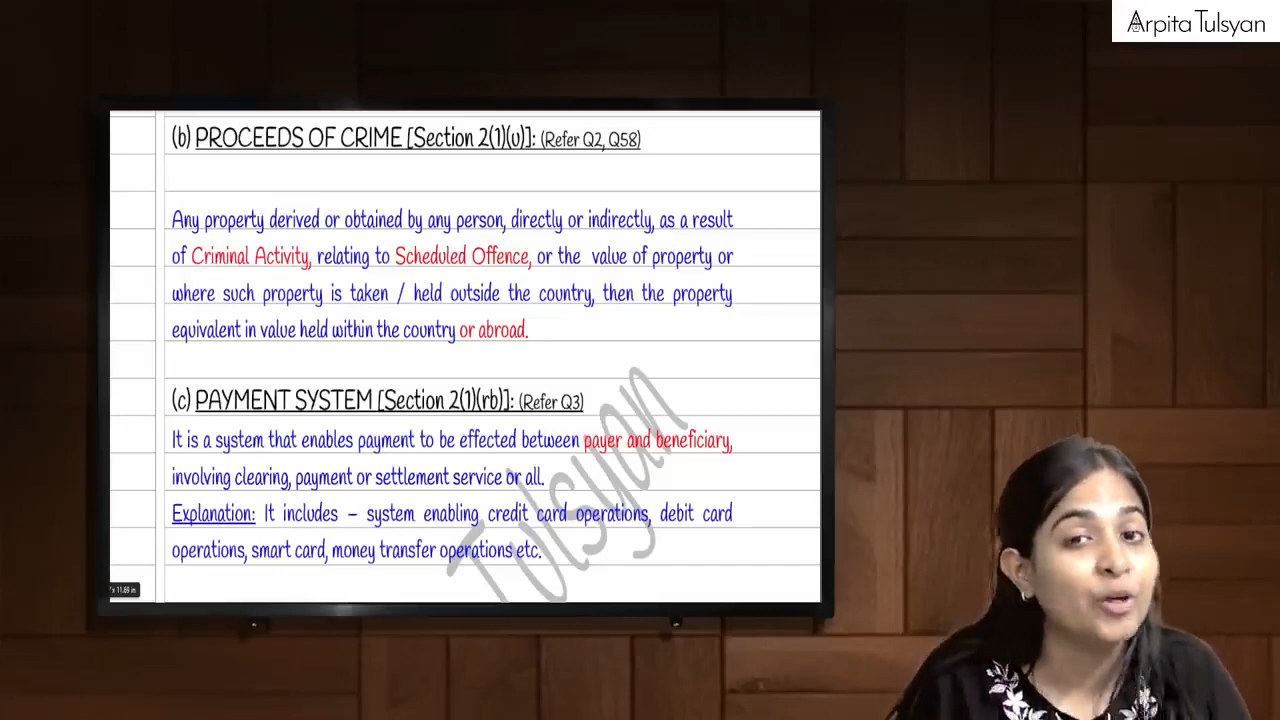 Arpita Tulsyan
(b) PROCEEDS OF CRIME [Section 2(1)(u)]: (Refer Q2, Q58)
Any property derived or obtained by any person, directly or indirectly, as a result
of Criminal Activity, relating to Scheduled Offence, or the value of property or
where such property is taken / held outside the country, then the property
equivalent in value held within the country or abroad.
(c) PAYMENT SYSTEM [Section 2(1)(rb)]: (Refer Q3)
It is a system that enables payment to be effected between payer and beneficiary,
involving clearing, payment or settlement service or all.
Explanation: It includes – system enabling credit card operations, debit card
operations, smart card, money transfer operations etc.
Tulsyan
x 11.69 in